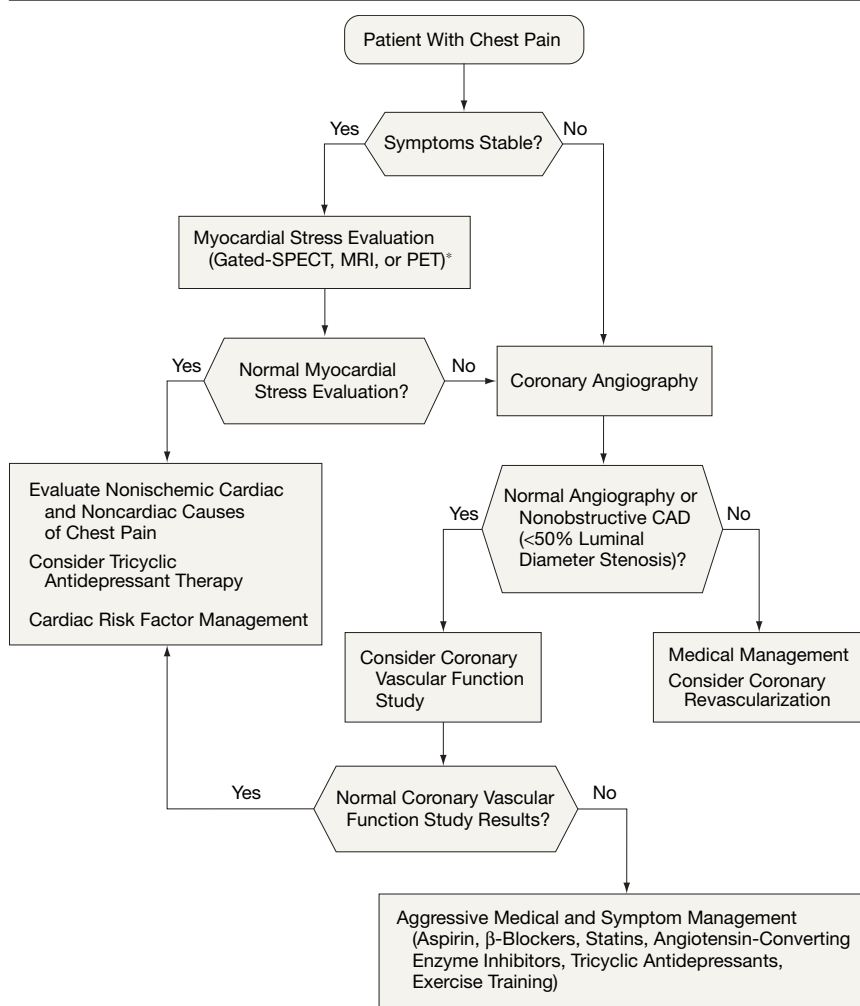 Patient With Chest Pain
Symptoms Stable?
Yes
No
Myocardial Stress Evaluation
(Gated-SPECT, MRI, or PET)*
Normal Myocardial
Stress Evaluation?
Yes
No
Coronary Angiography
Evaluate Nonischemic Cardiac
and Noncardiac Causes
of Chest Pain
Consider Tricyclic
Antidepressant Therapy
Cardiac Risk Factor Management
Normal Angiography or
Nonobstructive CAD
(<50% Luminal
Diameter Stenosis)?
Yes
No
Consider Coronary
Vascular Function
Study
Medical Management
Consider Coronary
Revascularization
Normal Coronary Vascular
Function Study Results?
Yes
No
Aggressive Medical and Symptom Management
(Aspirin, β-Blockers, Statins, Angiotensin-Converting
Enzyme Inhibitors, Tricyclic Antidepressants,
Exercise Training)